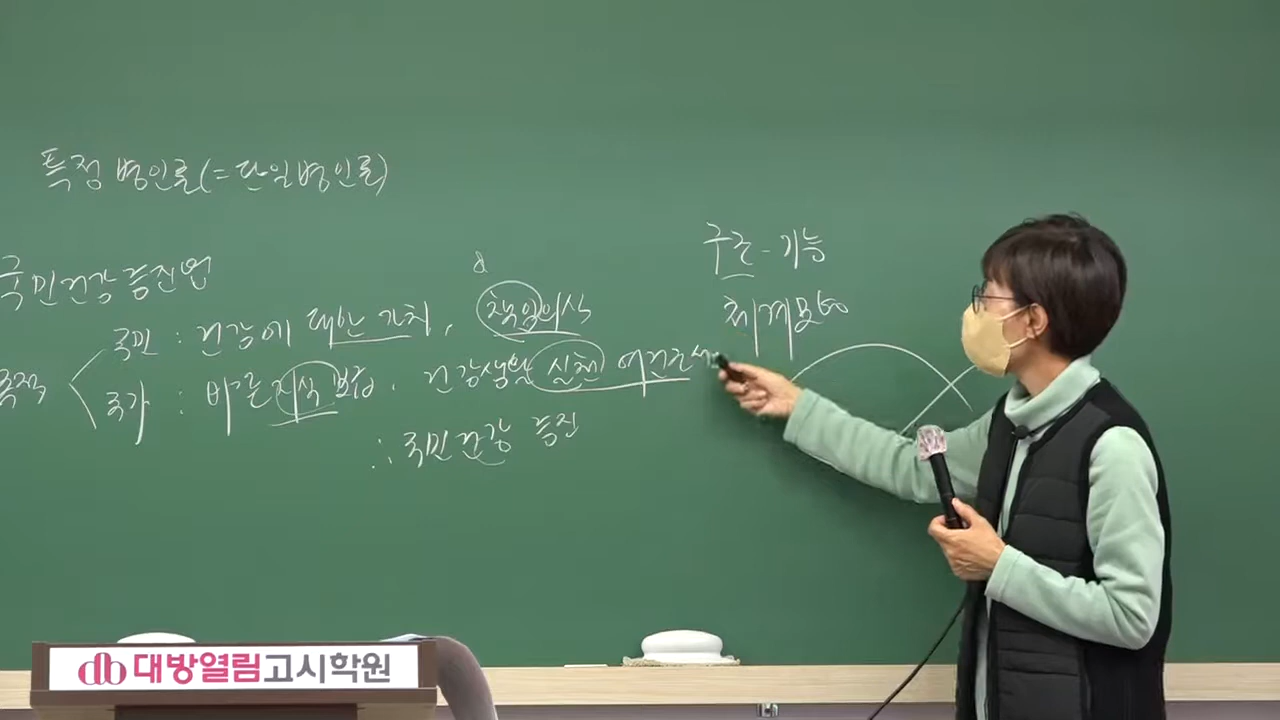 특정 병인론(=단일병인론)
국민건강증진법
목적
국민 : 건강에 대한 가치, 책임의식
국가 : 바른 지식 보급, 건강생활 실천 여건조성
∴ 국민건강 증진
구조-기능
체계모형
대방열림고시학원